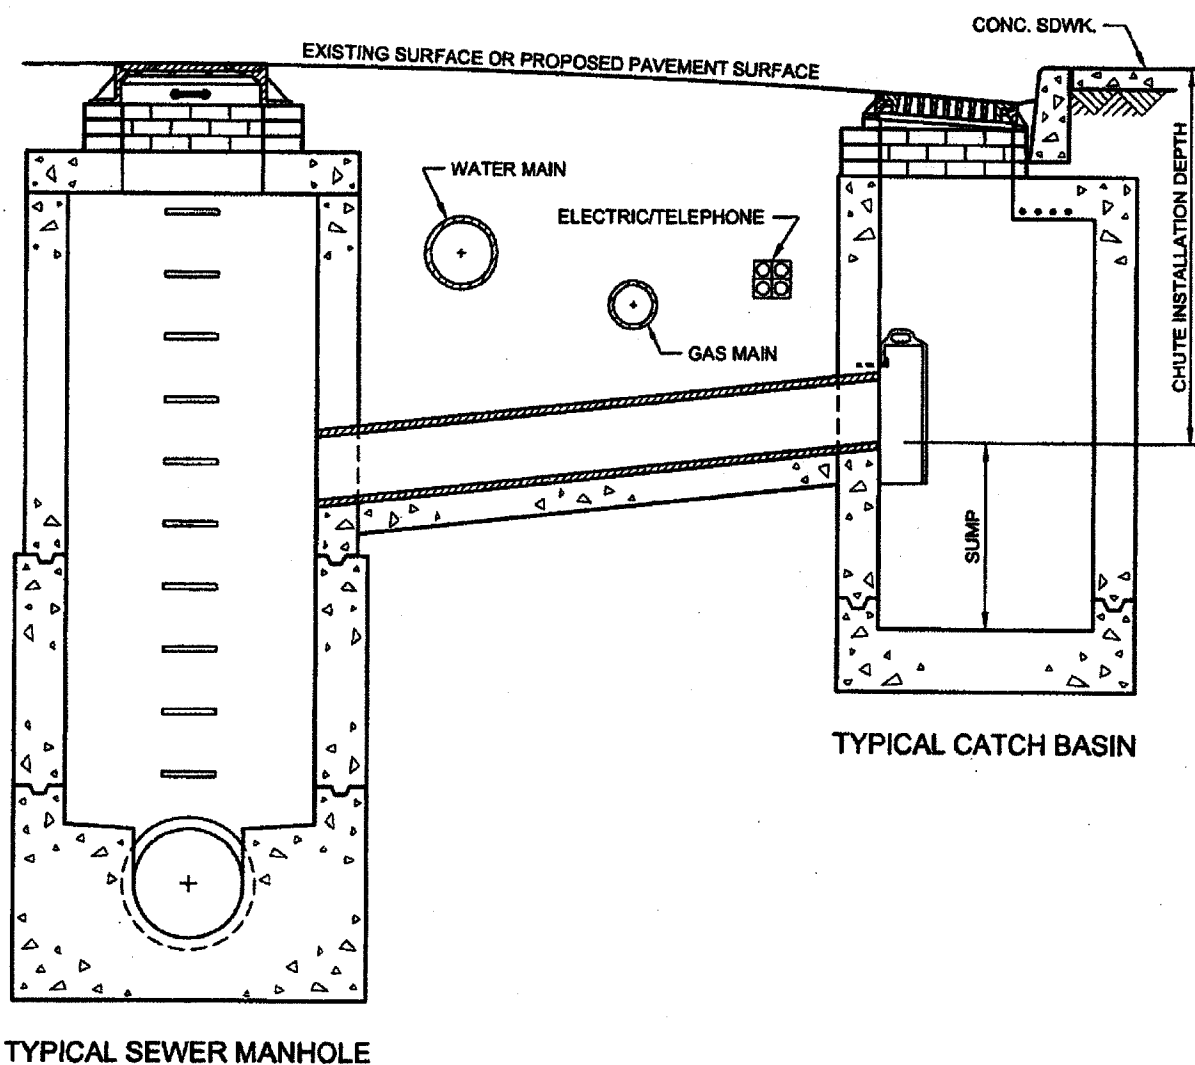 CONC. SDWK.
EXISTING SURFACE OR PROPOSED PAVEMENT SURFACE
WATER MAIN
ELECTRIC/TELEPHONE
GAS MAIN
CHUTE INSTALLATION DEPTH
SUMP
TYPICAL CATCH BASIN
TYPICAL SEWER MANHOLE